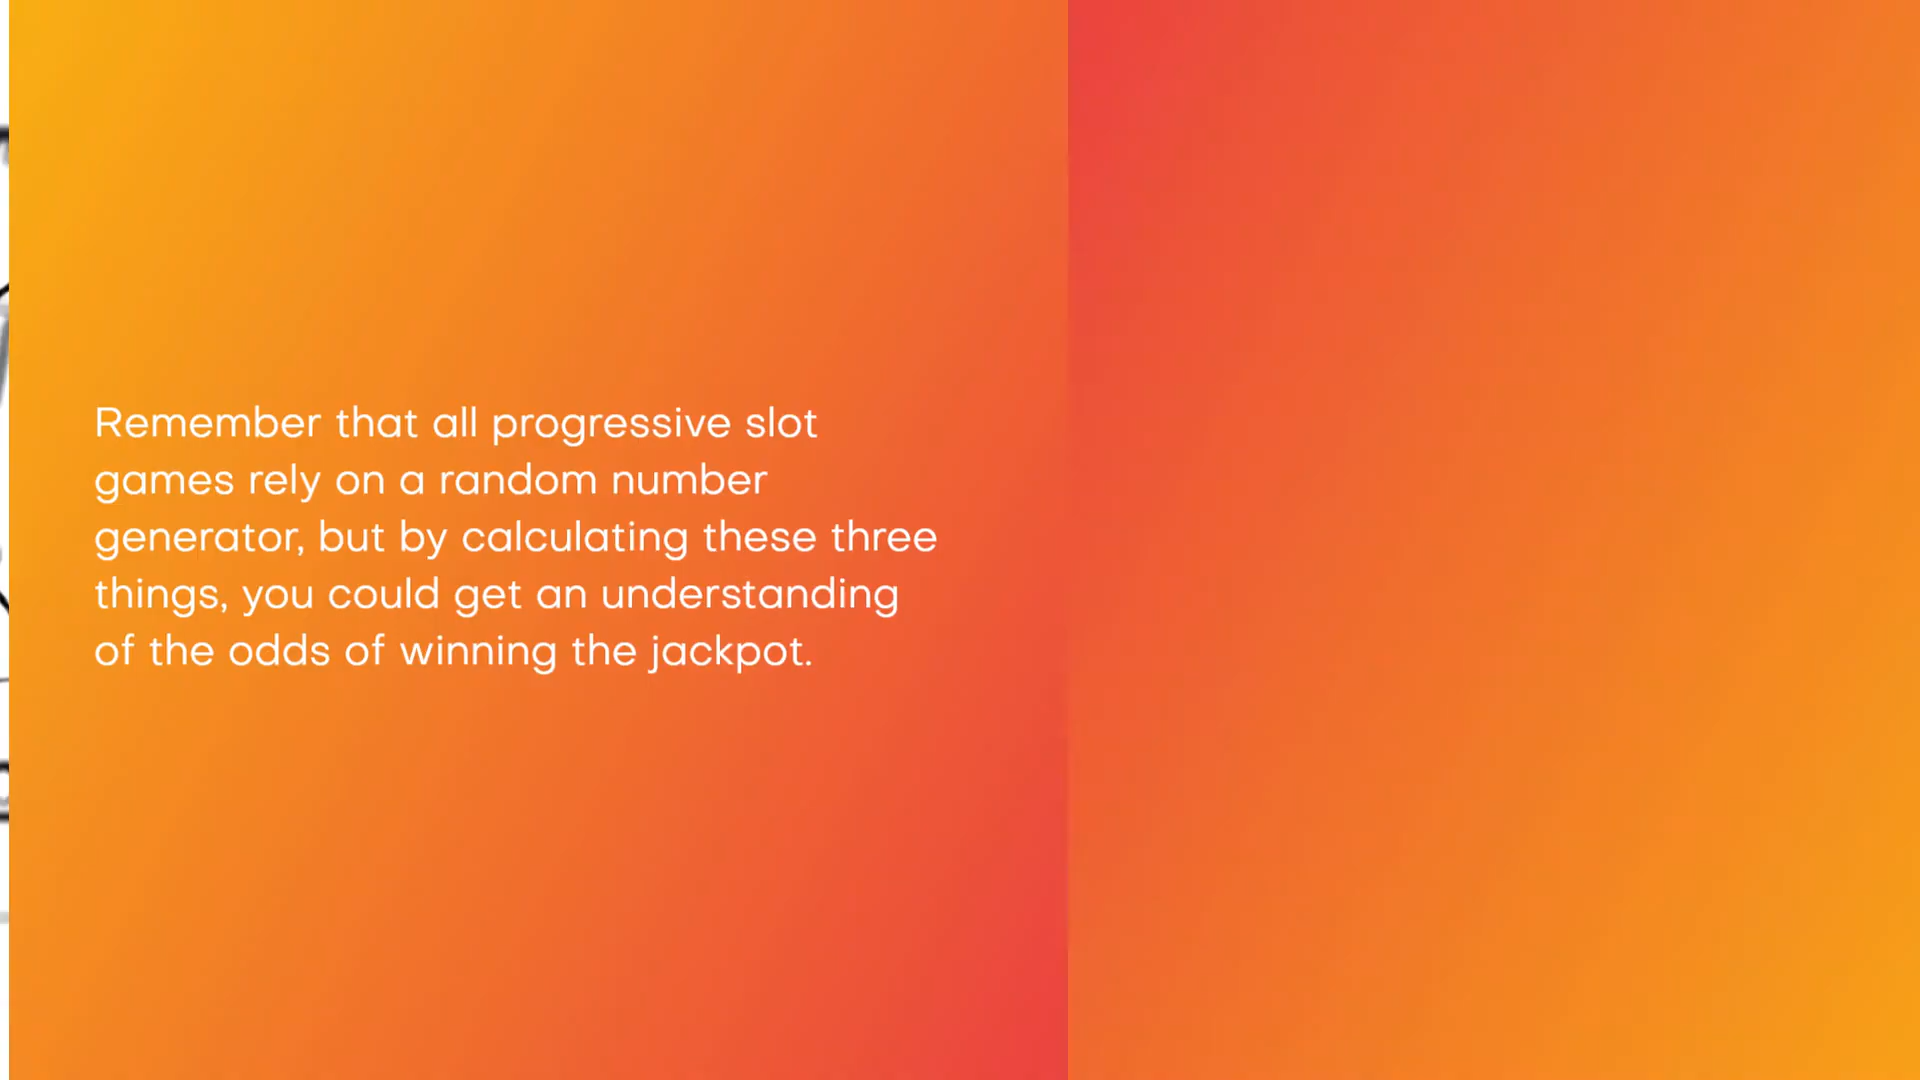 Remember that all progressive slot
games rely on a random number
generator, but by calculating these three
things, you could get an understanding
of the odds of winning the jackpot.